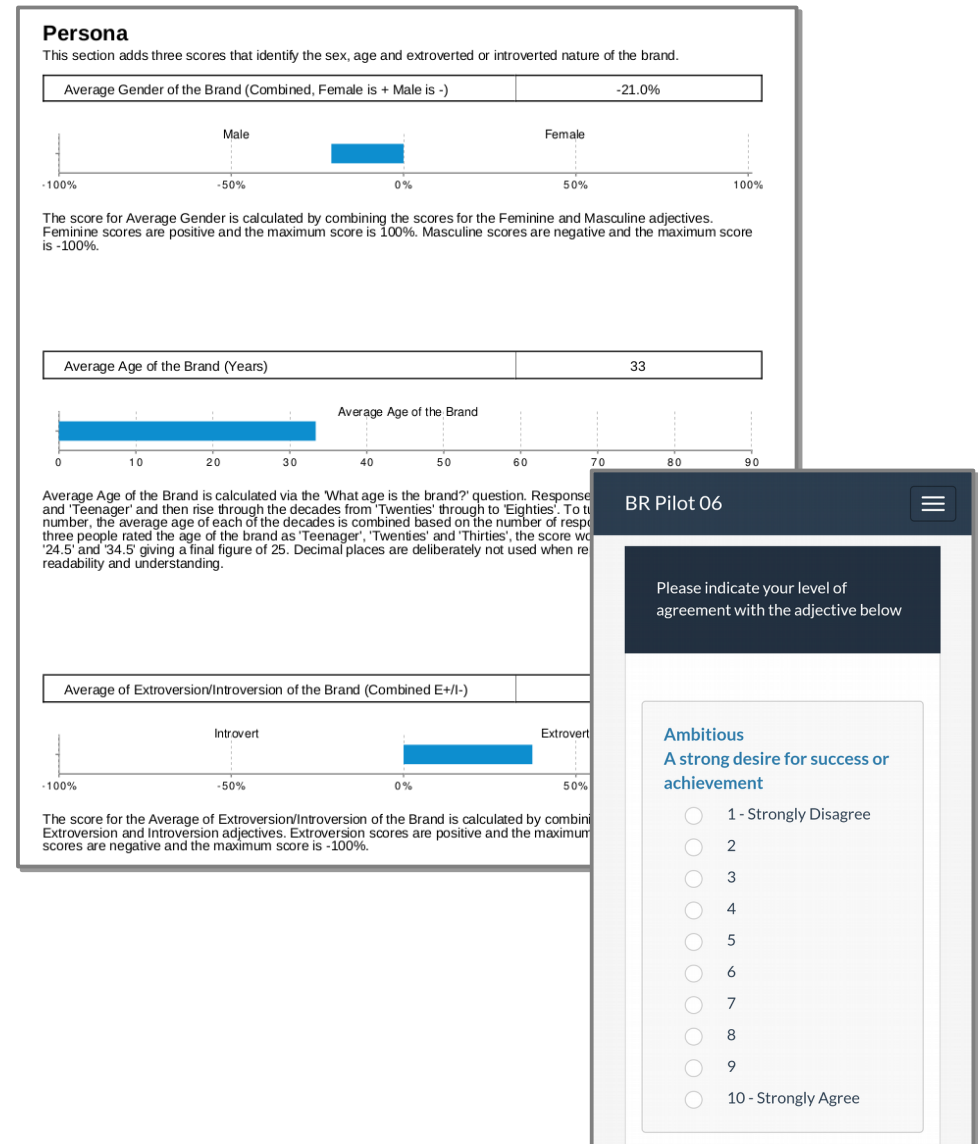 Persona
This section adds three scores that identify the sex, age and extroverted or introverted nature of the brand.
Average Gender of the Brand (Combined, Female is + Male is -) -21.0%
Male Female
-100% -50% 0% 50% 100%
The score for Average Gender is calculated by combining the scores for the Feminine and Masculine adjectives.
Feminine scores are positive and the maximum score is 100%. Masculine scores are negative and the maximum score
is -100%.
Average Age of the Brand (Years) 33
Average Age of the Brand
0 10 20 30 40 50 60 70 80 90
Average Age of the Brand is calculated via the 'What age is the brand?' question. Response
and 'Teenager' and then rise through the decades from 'Twenties' through to 'Eighties'. To
number, the average age of each of the decades is combined based on the number of
three people rated the age of the brand as 'Teenager', 'Twenties' and 'Thirties', the score
'24.5' and '34.5' giving a final figure of 25. Decimal places are deliberately not used when
readability and understanding.
Average of Extroversion/Introversion of the Brand (Combined E+/I-)
Introvert Extrovert
-100% -50% 0% 50%
The score for the Average of Extroversion/Introversion of the Brand is calculated by
Extroversion and Introversion adjectives. Extroversion scores are positive and the maximum
scores are negative and the maximum score is -100%.
BR Pilot 06
Please indicate your level of
agreement with the adjective below
Ambitious
A strong desire for success or
achievement
1 - Strongly Disagree
2
3
4
5
6
7
8
9
10 - Strongly Agree